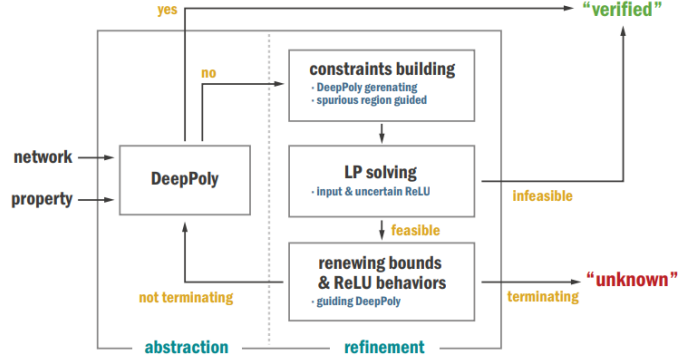 yes
"verified"
no
constraints building
· DeepPoly gerenating
· spurious region guided
network
property
DeepPoly
LP solving
· input & uncertain ReLU
infeasible
feasible
renewing bounds
& ReLU behaviors
· guiding DeepPoly
not terminating
terminating
"unknown"
abstraction
refinement